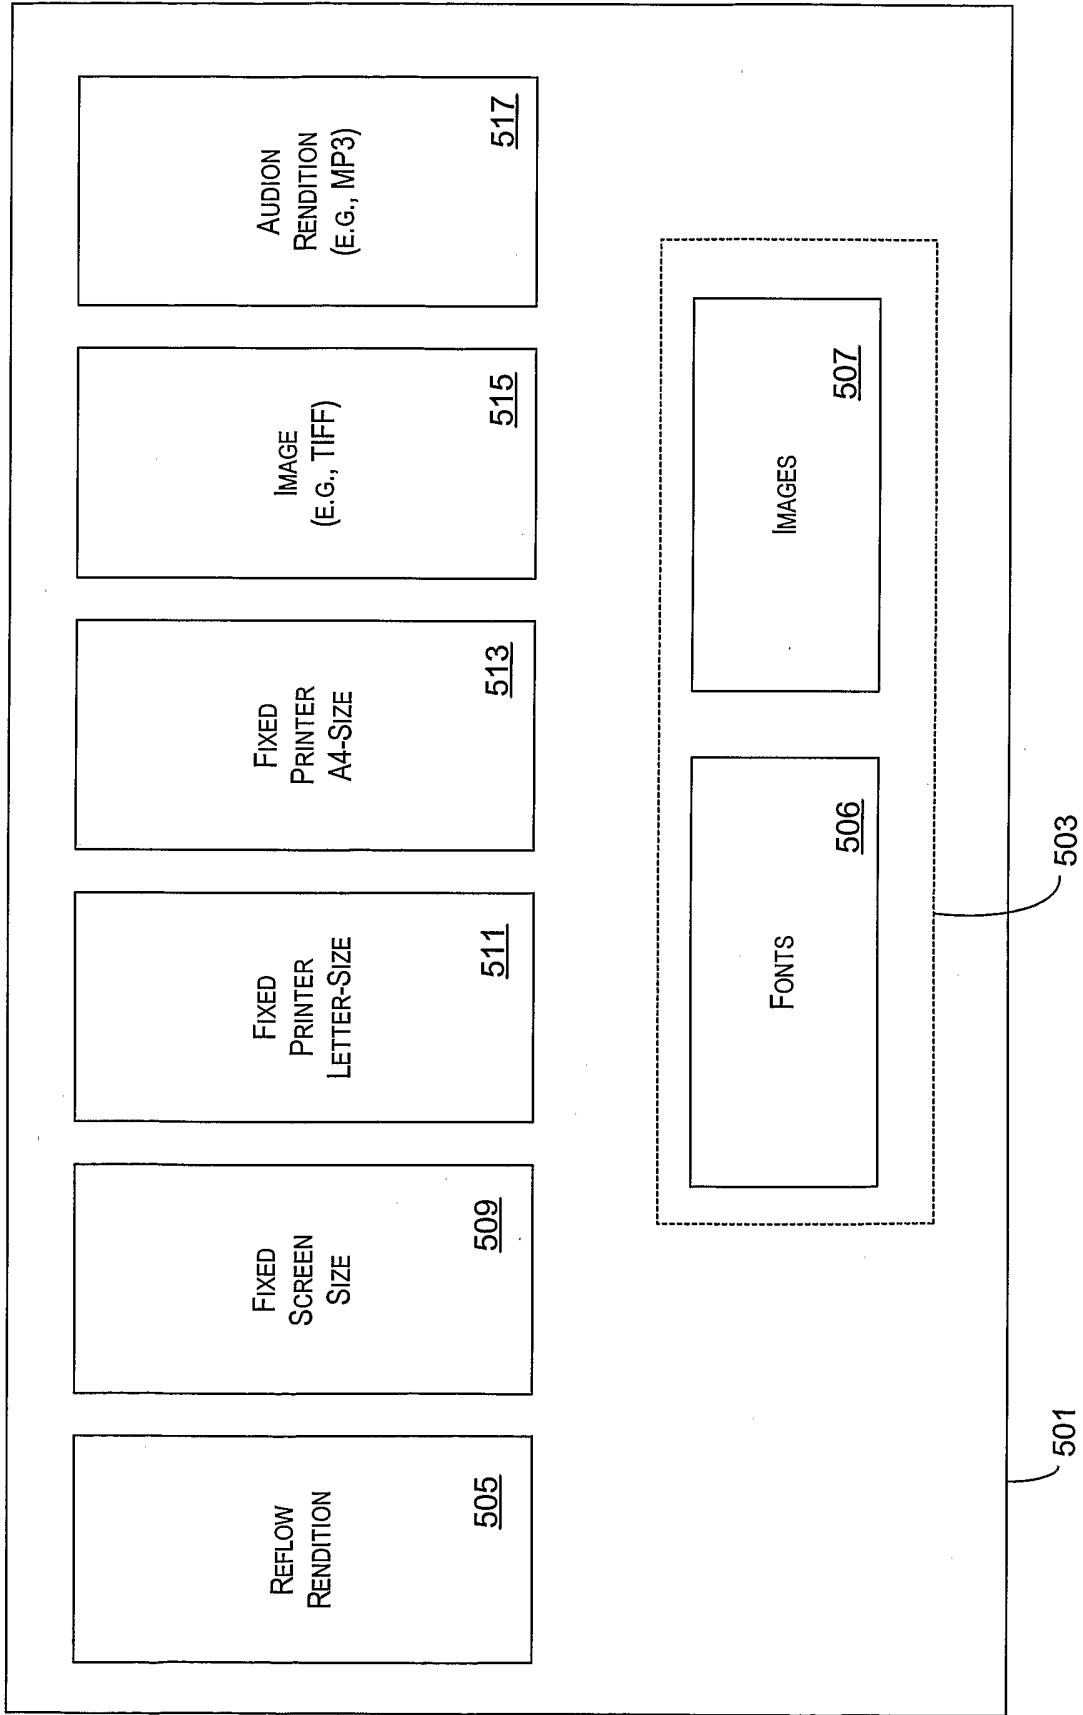 REFLOW
RENDITION
505
FIXED
SCREEN
SIZE
509
FIXED
PRINTER
LETTER-SIZE
511
FIXED
PRINTER
A4-SIZE
513
IMAGE
(E.G., TIFF)
515
AUDION
RENDITION
(E.G., MP3)
517
FONTS
506
IMAGES
507
501
503